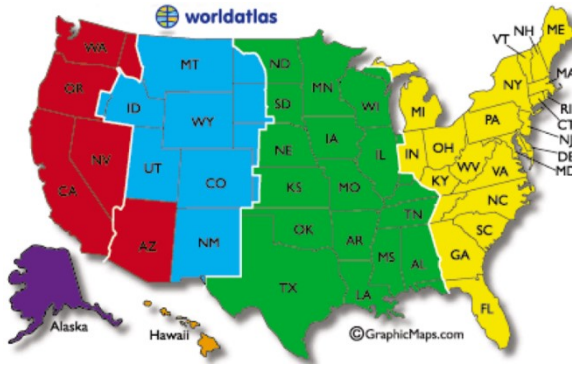 worldatlas
WA
OR
CA
NV
AZ
MT
ID
WY
UT
CO
NM
ND
SD
NE
KS
OK
TX
MN
IA
MO
AR
LA
WI
IL
MS
AL
TN
MI
IN
OH
KY
WV
VA
NC
SC
GA
FL
PA
NY
VT
NH
ME
MA
RI
CT
NJ
DE
MD
Alaska
Hawaii
©GraphicMaps.com